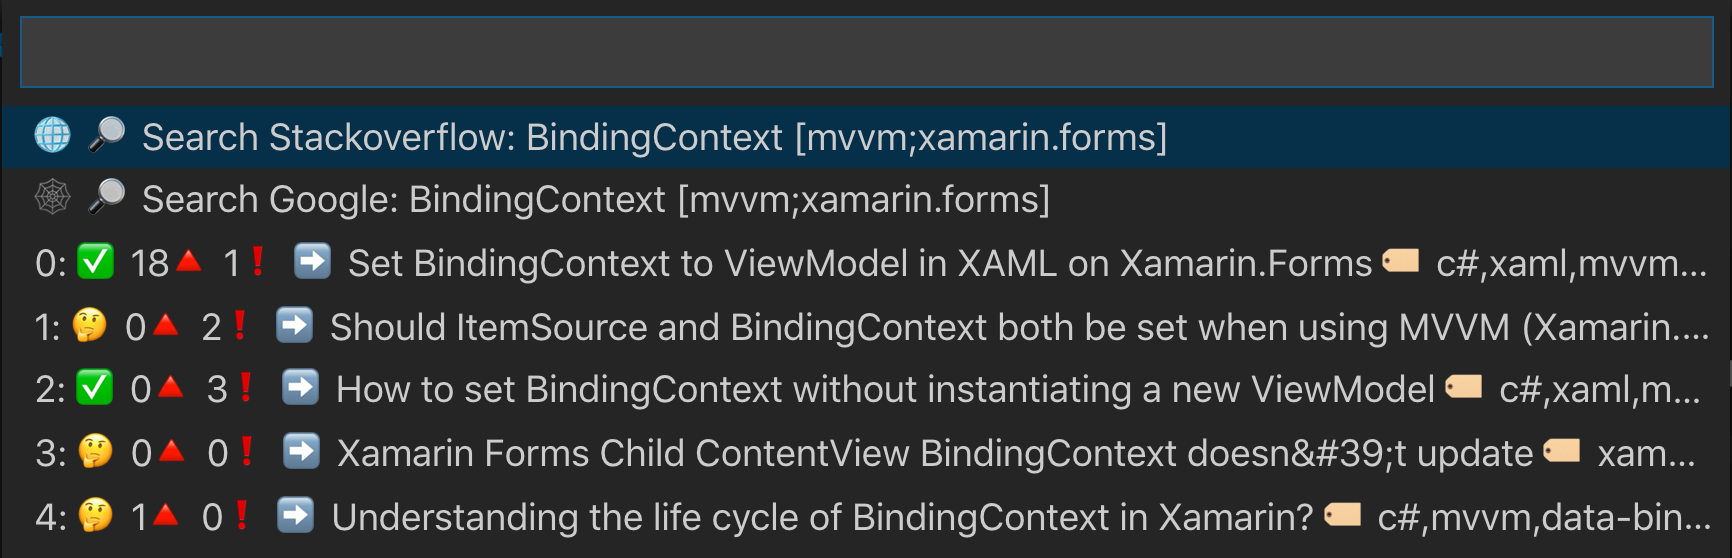 🌐 🔎 Search Stackoverflow: BindingContext [mvvm;xamarin.forms]
🕸 🔎 Search Google: BindingContext [mvvm;xamarin.forms]
0: ✅ 18🔺 1❗ ➡️ Set BindingContext to ViewModel in XAML on Xamarin.Forms 🏷 c#,xaml,mvvm...
1: 🤔 0🔺 2❗ ➡️ Should ItemSource and BindingContext both be set when using MVVM (Xamarin....
2: ✅ 0🔺 3❗ ➡️ How to set BindingContext without instantiating a new ViewModel 🏷 c#,xaml,m...
3: 🤔 0🔺 0❗ ➡️ Xamarin Forms Child ContentView BindingContext doesn&#39;t update 🏷 xam...
4: 🤔 1🔺 0❗ ➡️ Understanding the life cycle of BindingContext in Xamarin? 🏷 c#,mvvm,data-bin...